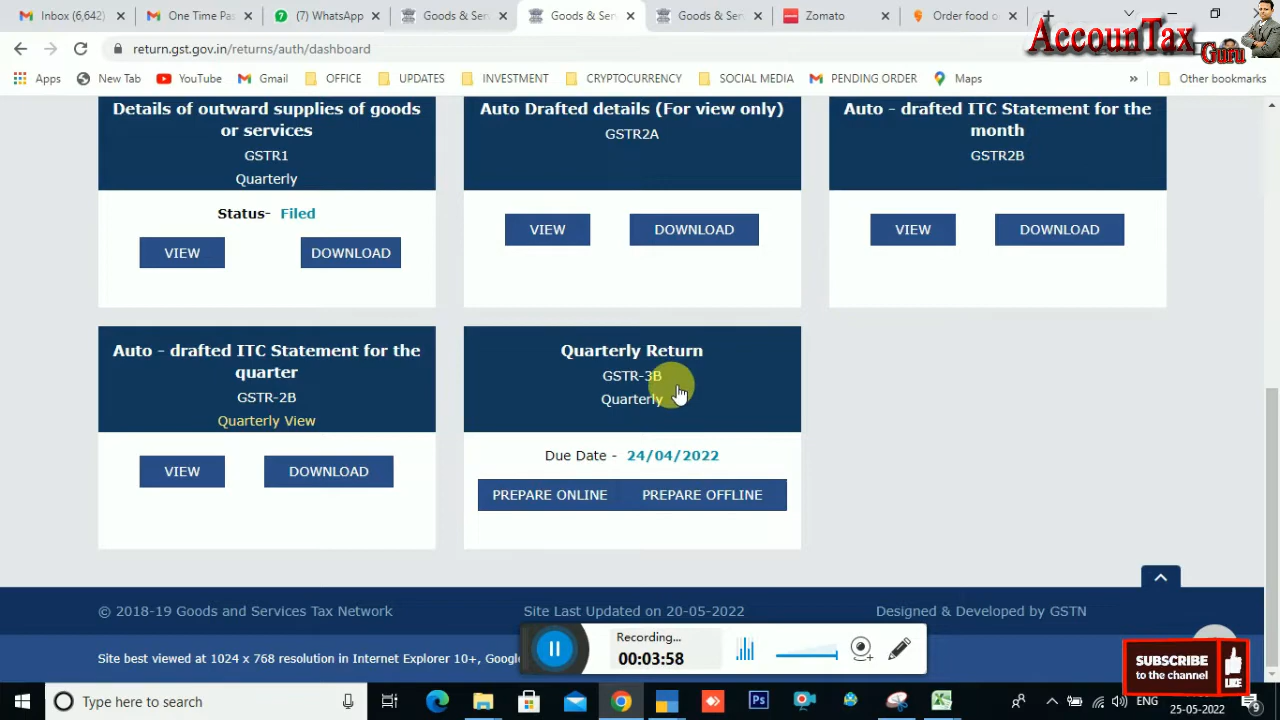 Inbox (6,642)
One Time Pa
(7) WhatsApp
Goods & Ser
Goods & Ser
Goods & Ser
Zomato
Order food o
AccounTax
Guru
return.gst.gov.in/returns/auth/dashboard
Apps
New Tab
YouTube
Gmail
OFFICE
UPDATES
INVESTMENT
CRYPTOCURRENCY
SOCIAL MEDIA
PENDING ORDER
Maps
»
Other bookmarks
Details of outward supplies of goods
or services
GSTR1
Quarterly
Status- Filed
VIEW
DOWNLOAD
Auto Drafted details (For view only)
GSTR2A
VIEW
DOWNLOAD
Auto - drafted ITC Statement for the
month
GSTR2B
VIEW
DOWNLOAD
Auto - drafted ITC Statement for the
quarter
GSTR-2B
Quarterly View
VIEW
DOWNLOAD
Quarterly Return
GSTR-3B
Quarterly
Due Date - 24/04/2022
PREPARE ONLINE
PREPARE OFFLINE
© 2018-19 Goods and Services Tax Network
Site Last Updated on 20-05-2022
Designed & Developed by GSTN
Site best viewed at 1024 x 768 resolution in Internet Explorer 10+, Google
Recording...
00:03:58
SUBSCRIBE
to the channel
LIKE
Type here to search
Ps
ENG
25-05-2022
9